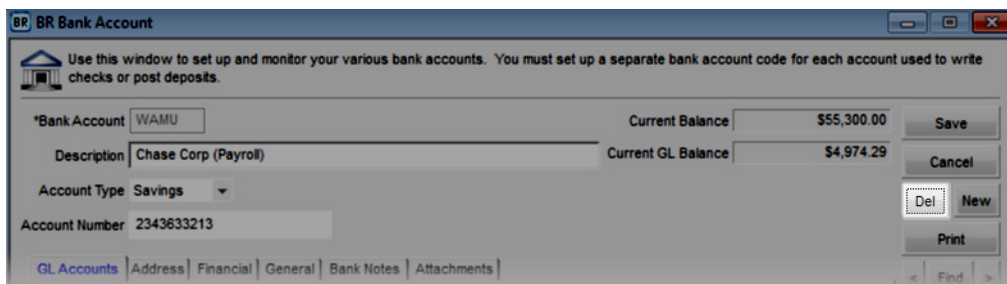 BR BR Bank Account
Use this window to set up and monitor your various bank accounts. You must set up a separate bank account code for each account used to write
checks or post deposits.
*Bank Account WAMU Current Balance $55,300.00 Save
Description Chase Corp (Payroll) Current GL Balance $4,974.29 Cancel
Account Type Savings Del New
Account Number 2343633213 Print
GL Accounts Address Financial General Bank Notes Attachments < Find >